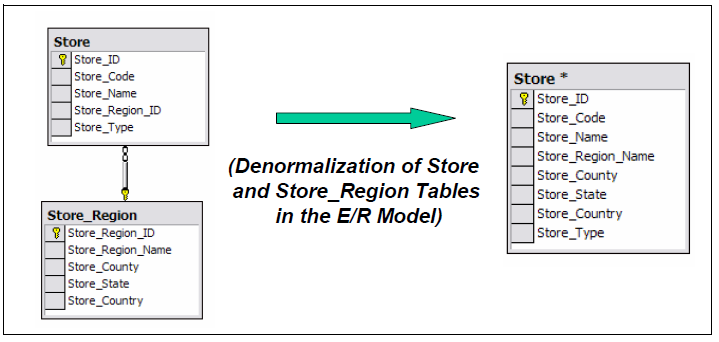 Store
Store_ID
Store_Code
Store_Name
Store_Region_ID
Store_Type
Store_Region
Store_Region_ID
Store_Region_Name
Store_County
Store_State
Store_Country
(Denormalization of Store
and Store_Region Tables
in the E/R Model)
Store *
Store_ID
Store_Code
Store_Name
Store_Region_Name
Store_County
Store_State
Store_Country
Store_Type